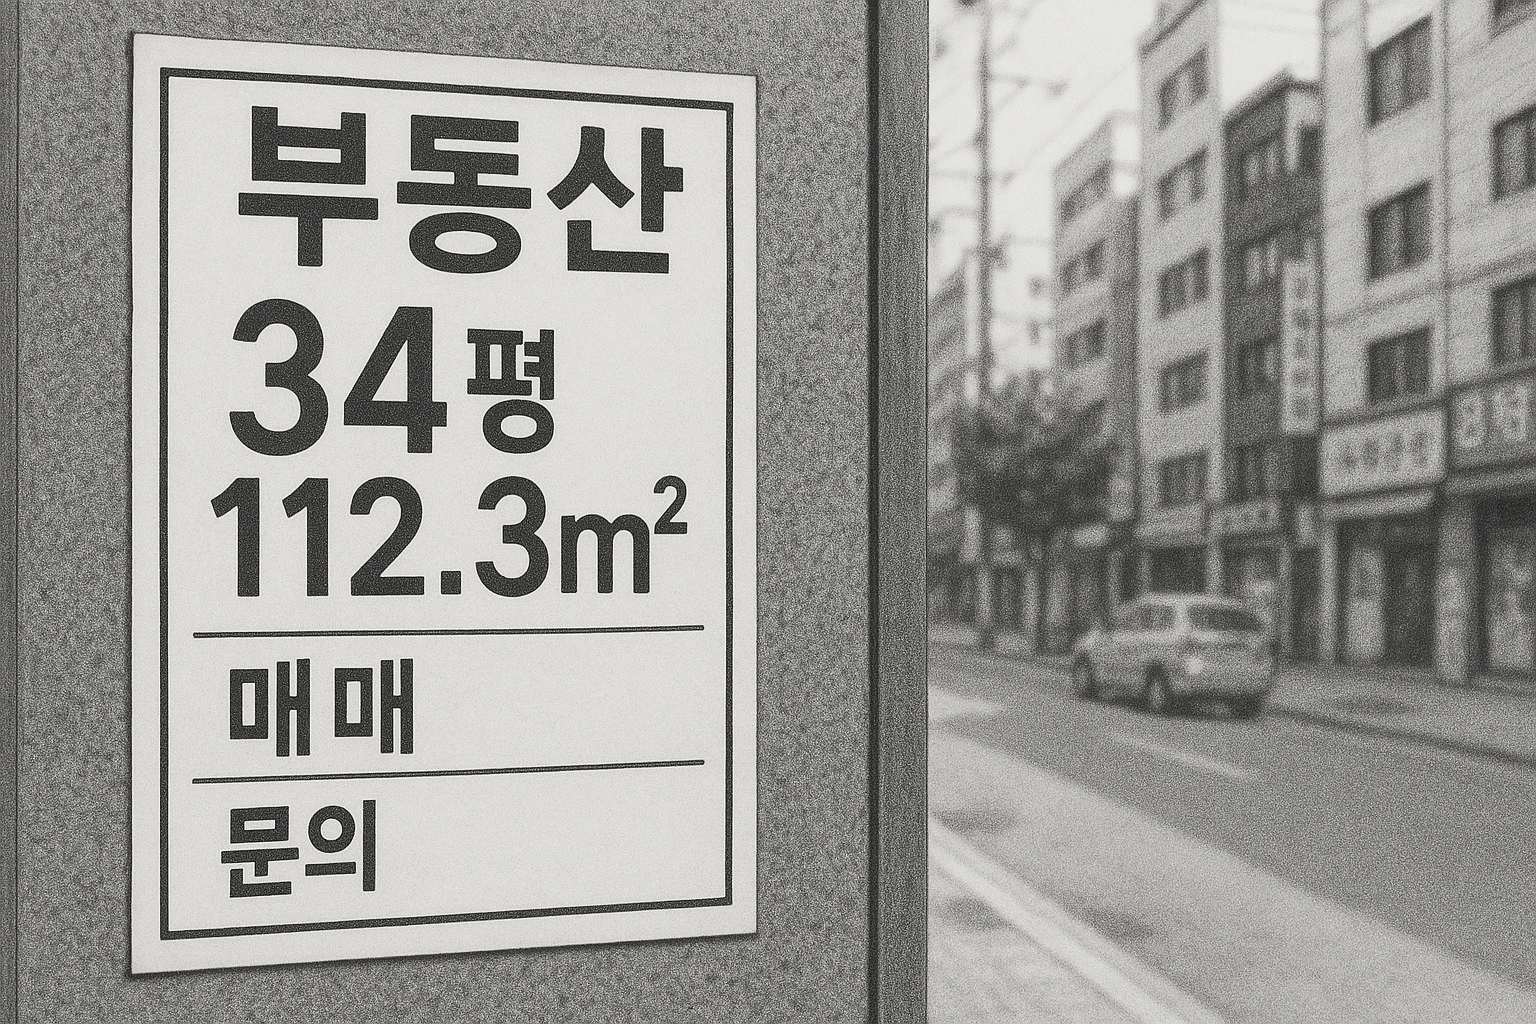 부동산
34평
112.3m²
매매
문의